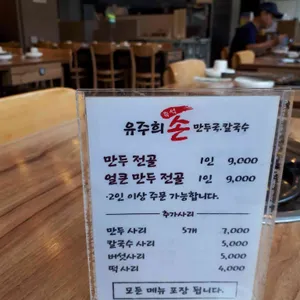 유주희 즉석 손 만두국.칼국수
만두 전골 1인 9,000
얼큰 만두 전골 1인 9,000
·2인 이상 주문 가능합니다.
추가사리
만두 사리 5개 7,000
칼국수 사리 5,000
버섯사리 5,000
떡 사리 4,000
모든 메뉴 포장 됩니다.